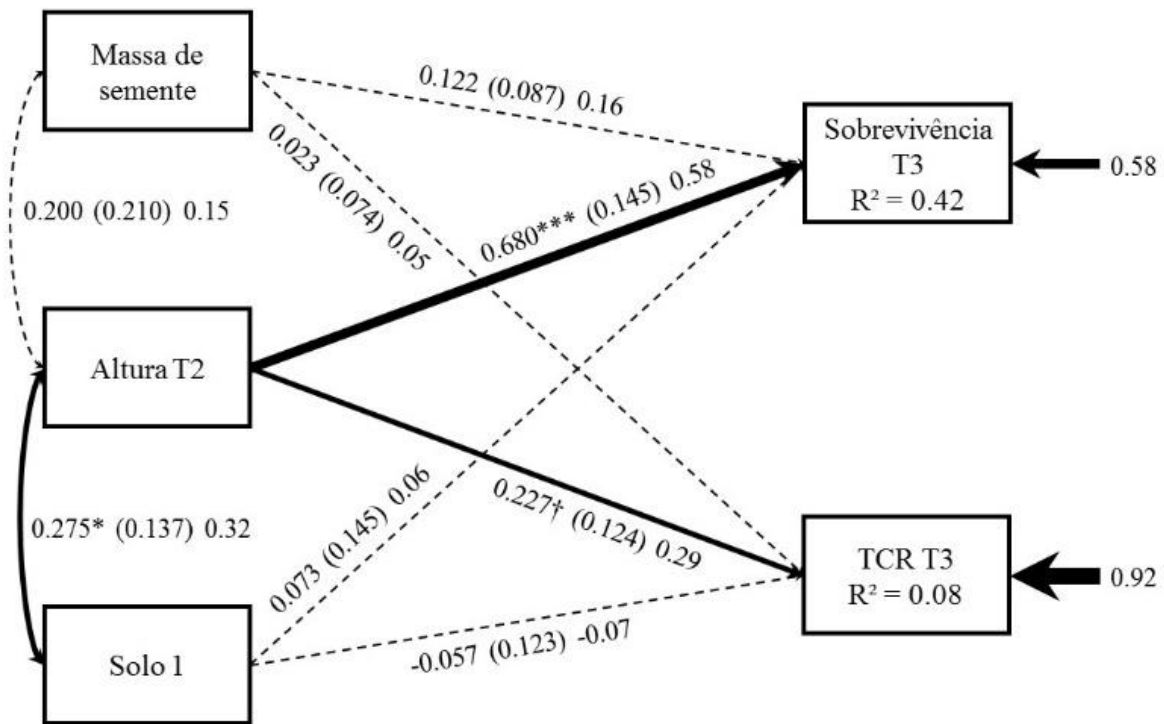 Massa de
semente
0.122 (0.087) 0.16
Sobrevivência
T3
R² = 0.42
0.58
0.023 (0.074) 0.05
0.200 (0.210) 0.15
0.680*** (0.145) 0.58
Altura T2
0.275* (0.137) 0.32
0.073 (0.145) 0.06
0.227† (0.124) 0.29
TCR T3
R² = 0.08
0.92
Solo 1
-0.057 (0.123) -0.07